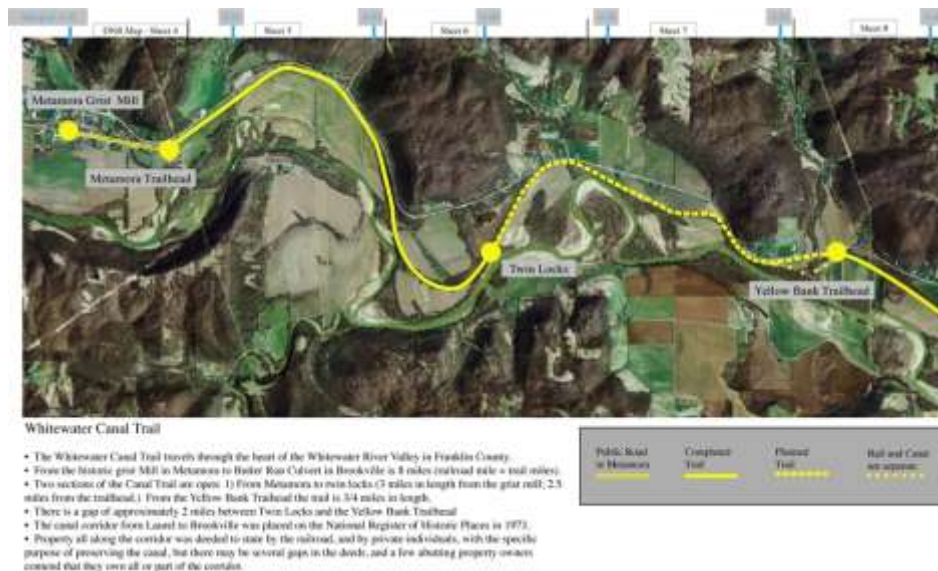 D968 Map - Sheet 4
Sheet 5
Sheet 6
Sheet 7
Sheet 8
Metamora Grist Mill
Metamora Trailhead
Twin Locks
Yellow Bank Trailhead
Whitewater Canal Trail
• The Whitewater Canal Trail travels through the heart of the Whitewater River Valley in Franklin County.
• From the historic grist Mill in Metamora to Butler Run Culvert in Brookville is 8 miles (railroad mile = trail miles).
• Two sections of the Canal Trail are open: 1) From Metamora to twin locks (3 miles in length from the grist mill; 2.5
miles from the trailhead.) From the Yellow Bank Trailhead the trail is 3/4 miles in length.
• There is a gap of approximately 2 miles between Twin Locks and the Yellow Bank Trailhead
• The canal corridor from Laurel to Brookville was placed on the National Register of Historic Places in 1973.
• Property all along the corridor was deeded to state by the railroad, and by private individuals, with the specific
purpose of preserving the canal, but there may be several gaps in the deeds, and a few abutting property owners
contend that they own all or part of the corridor.
Public Road
in Metamora
Completed
Trail
Planned
Trail
Rail and Canal
are separate